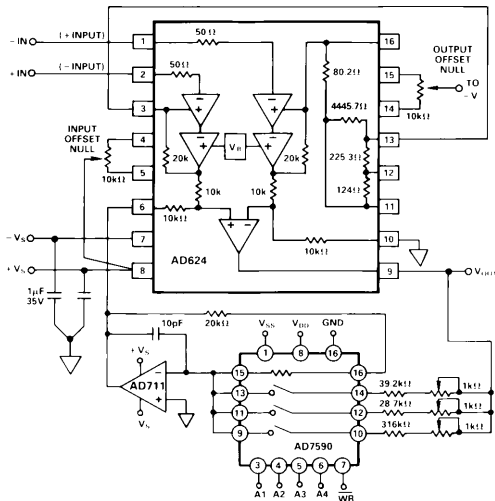 − IN (+ INPUT) 1 50Ω 16
+ IN (− INPUT) 2 50Ω 80.2Ω 15
OUTPUT OFFSET NULL
TO − V
3 4445.7Ω 14 10kΩ
INPUT OFFSET NULL
4 20k VB 20k 225.3Ω 13
10kΩ 5 10k 10k 124Ω 12
6 10kΩ 11
− VS 7 10kΩ 10
+ VS 8 AD624 9 VOUT
1μF 35V
10pF 20kΩ VSS VDD GND
1 8 16
+ VS AD711 − + VS
15 16
13 14 39.2kΩ 1kΩ
11 12 28.7kΩ 1kΩ
9 10 316kΩ 1kΩ
AD7590
3 4 5 6 7
A1 A2 A3 A4 WR